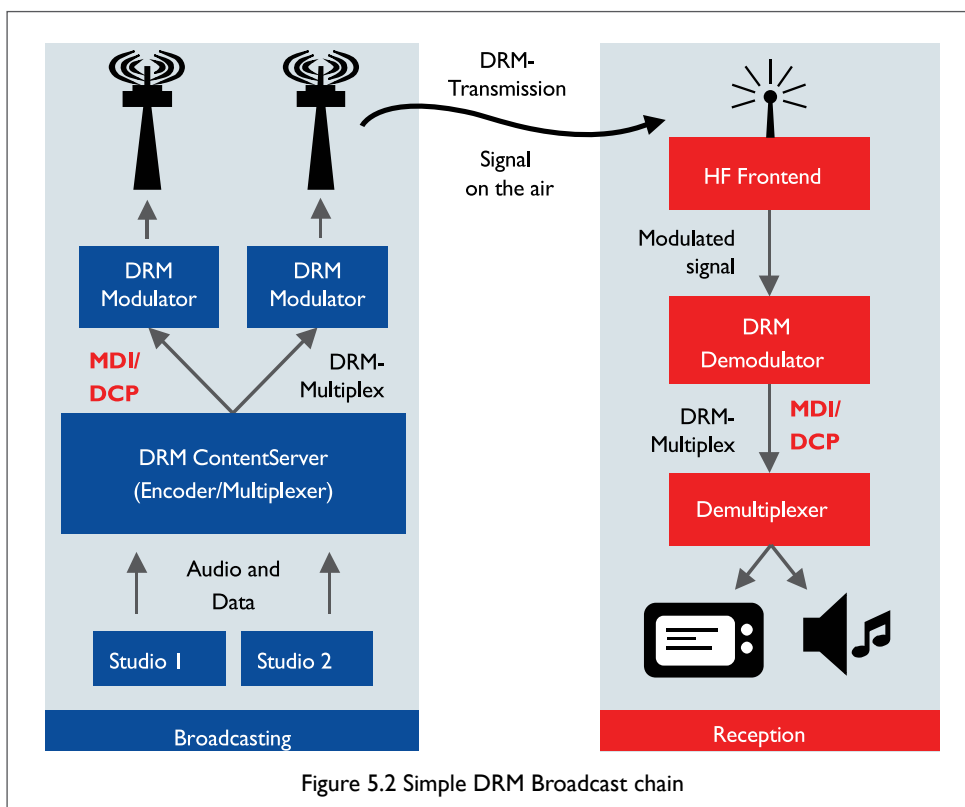 DRM-
Transmission
Signal
on the air
DRM
Modulator
DRM
Modulator
MDI/
DCP
DRM-
Multiplex
DRM ContentServer
(Encoder/Multiplexer)
Audio and
Data
Studio 1
Studio 2
Broadcasting
HF Frontend
Modulated
signal
DRM
Demodulator
DRM-
Multiplex
MDI/
DCP
Demultiplexer
Reception
Figure 5.2 Simple DRM Broadcast chain